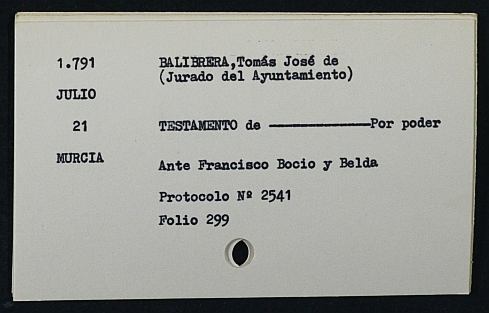 1.791 BALIBRERA,Tomás José de
(Jurado del Ayuntamiento)
JULIO
21 TESTAMENTO de ——————Por poder
MURCIA
Ante Francisco Bocio y Belda
Protocolo Nº 2541
Folio 299